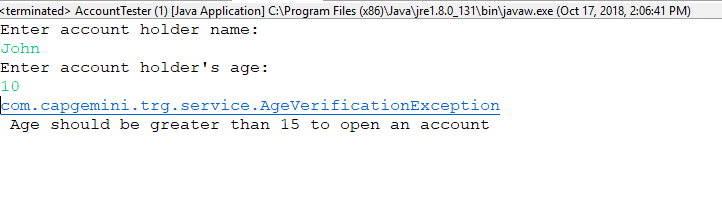 <terminated> AccountTester (1) [Java Application] C:\Program Files (x86)\Java\jre1.8.0_131\bin\javaw.exe (Oct 17, 2018, 2:06:41 PM)
Enter account holder name:
John
Enter account holder's age:
10
com.capgemini.trg.service.AgeVerificationException
 Age should be greater than 15 to open an account